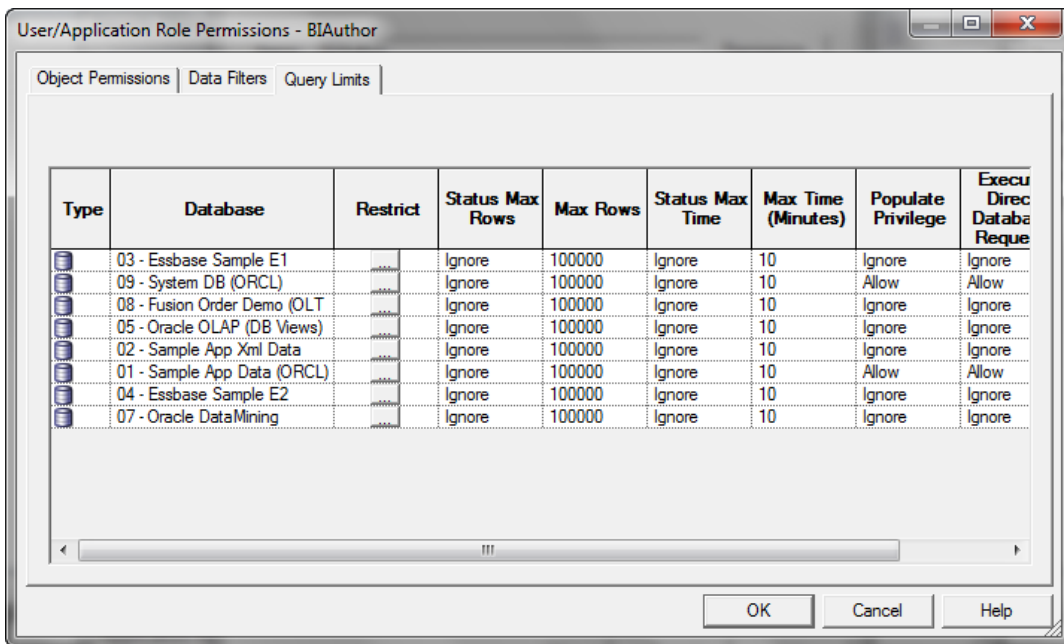 User/Application Role Permissions - BIAuthor
Object Permissions Data Filters Query Limits
Type Database Restrict Status Max Rows Max Rows Status Max Time Max Time (Minutes) Populate Privilege Execu Direc Databa Reque
03 - Essbase Sample E1 ... Ignore 100000 Ignore 10 Ignore Ignore
09 - System DB (ORCL) ... Ignore 100000 Ignore 10 Allow Allow
08 - Fusion Order Demo (OLT ... Ignore 100000 Ignore 10 Ignore Ignore
05 - Oracle OLAP (DB Views) ... Ignore 100000 Ignore 10 Ignore Ignore
02 - Sample App Xml Data ... Ignore 100000 Ignore 10 Ignore Ignore
01 - Sample App Data (ORCL) ... Ignore 100000 Ignore 10 Allow Allow
04 - Essbase Sample E2 ... Ignore 100000 Ignore 10 Ignore Ignore
07 - Oracle DataMining ... Ignore 100000 Ignore 10 Ignore Ignore
OK Cancel Help